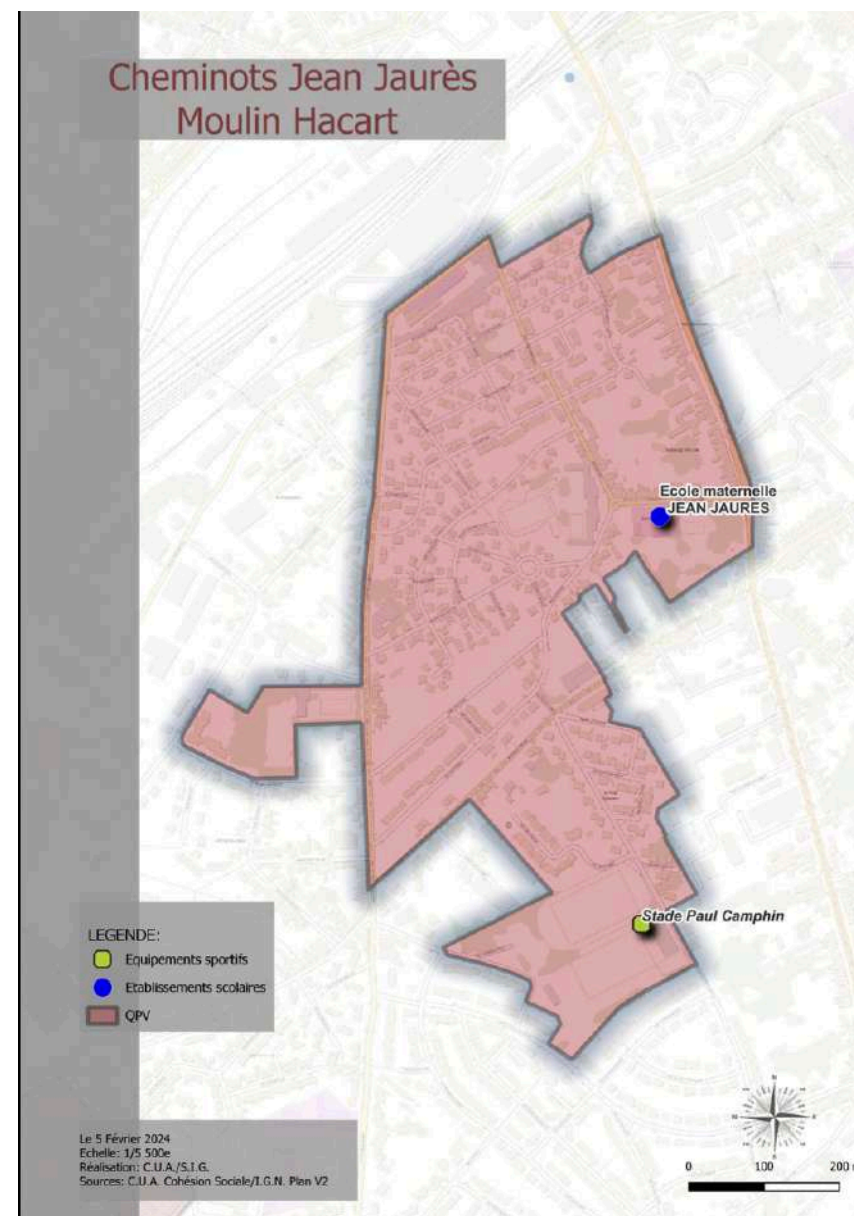 Cheminots Jean Jaurès
Moulin Hacart
Ecole maternelle
JEAN JAURES
Stade Paul Camphin
LEGENDE:
Equipements sportifs
Etablissements scolaires
QPV
N
Le 5 Février 2024
Echelle: 1/5 500e
Réalisation: C.U.A./S.I.G.
Sources: C.U.A. Cohésion Sociale/I.G.N. Plan V2
0 100 200